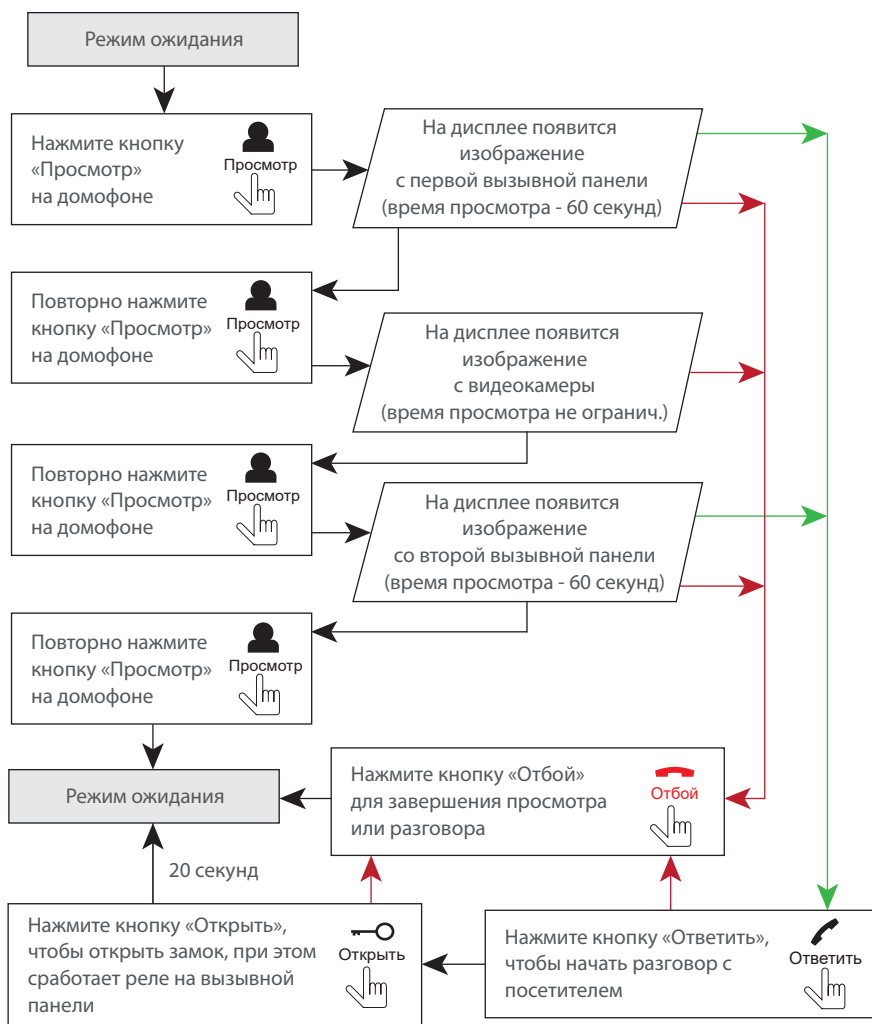 Режим ожидания
Нажмите кнопку
«Просмотр»
на домофоне
Просмотр
На дисплее появится
изображение
с первой вызывной панели
(время просмотра - 60 секунд)
Повторно нажмите
кнопку «Просмотр»
на домофоне
Просмотр
На дисплее появится
изображение
с видеокамеры
(время просмотра не огранич.)
Повторно нажмите
кнопку «Просмотр»
на домофоне
Просмотр
На дисплее появится
изображение
со второй вызывной панели
(время просмотра - 60 секунд)
Повторно нажмите
кнопку «Просмотр»
на домофоне
Просмотр
Режим ожидания
Нажмите кнопку «Отбой»
для завершения просмотра
или разговора
Отбой
20 секунд
Нажмите кнопку «Открыть»,
чтобы открыть замок, при этом
сработает реле на вызывной
панели
Открыть
Нажмите кнопку «Ответить»,
чтобы начать разговор с
посетителем
Ответить